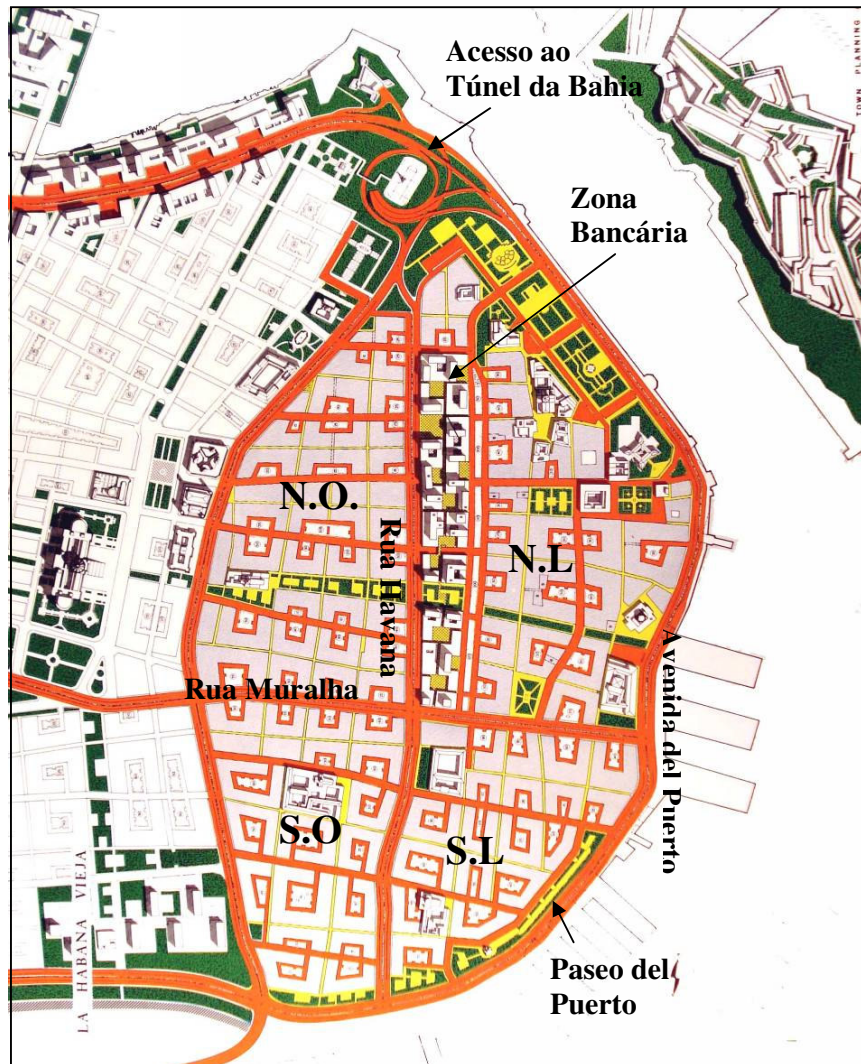 TOWN PLANNING
Acesso ao
Túnel da Bahia
Zona
Bancária
N.O.
Rua Havana
N.L
Rua Muralha
Avenida del Puerto
S.O
S.L
LA HABANA VIEJA
Paseo del
Puerto